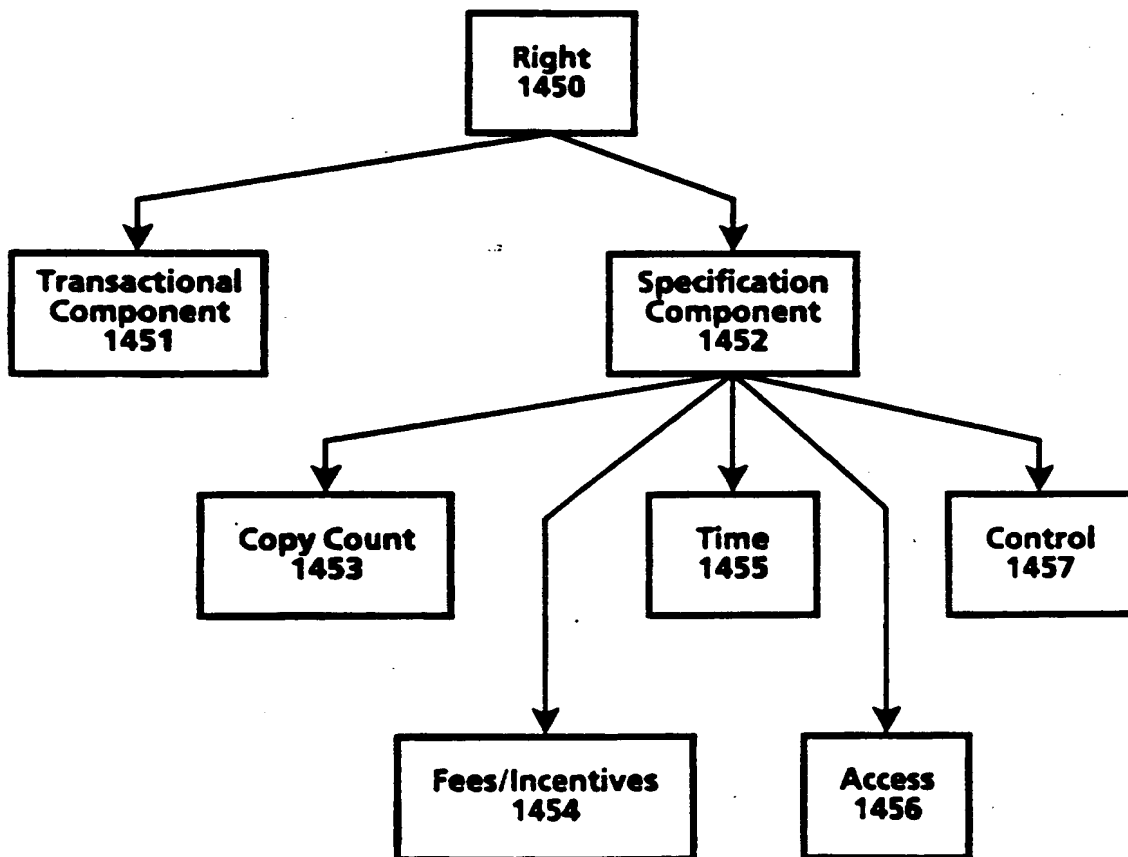 Right
1450
Transactional
Component
1451
Specification
Component
1452
Copy Count
1453
Time
1455
Control
1457
Fees/Incentives
1454
Access
1456